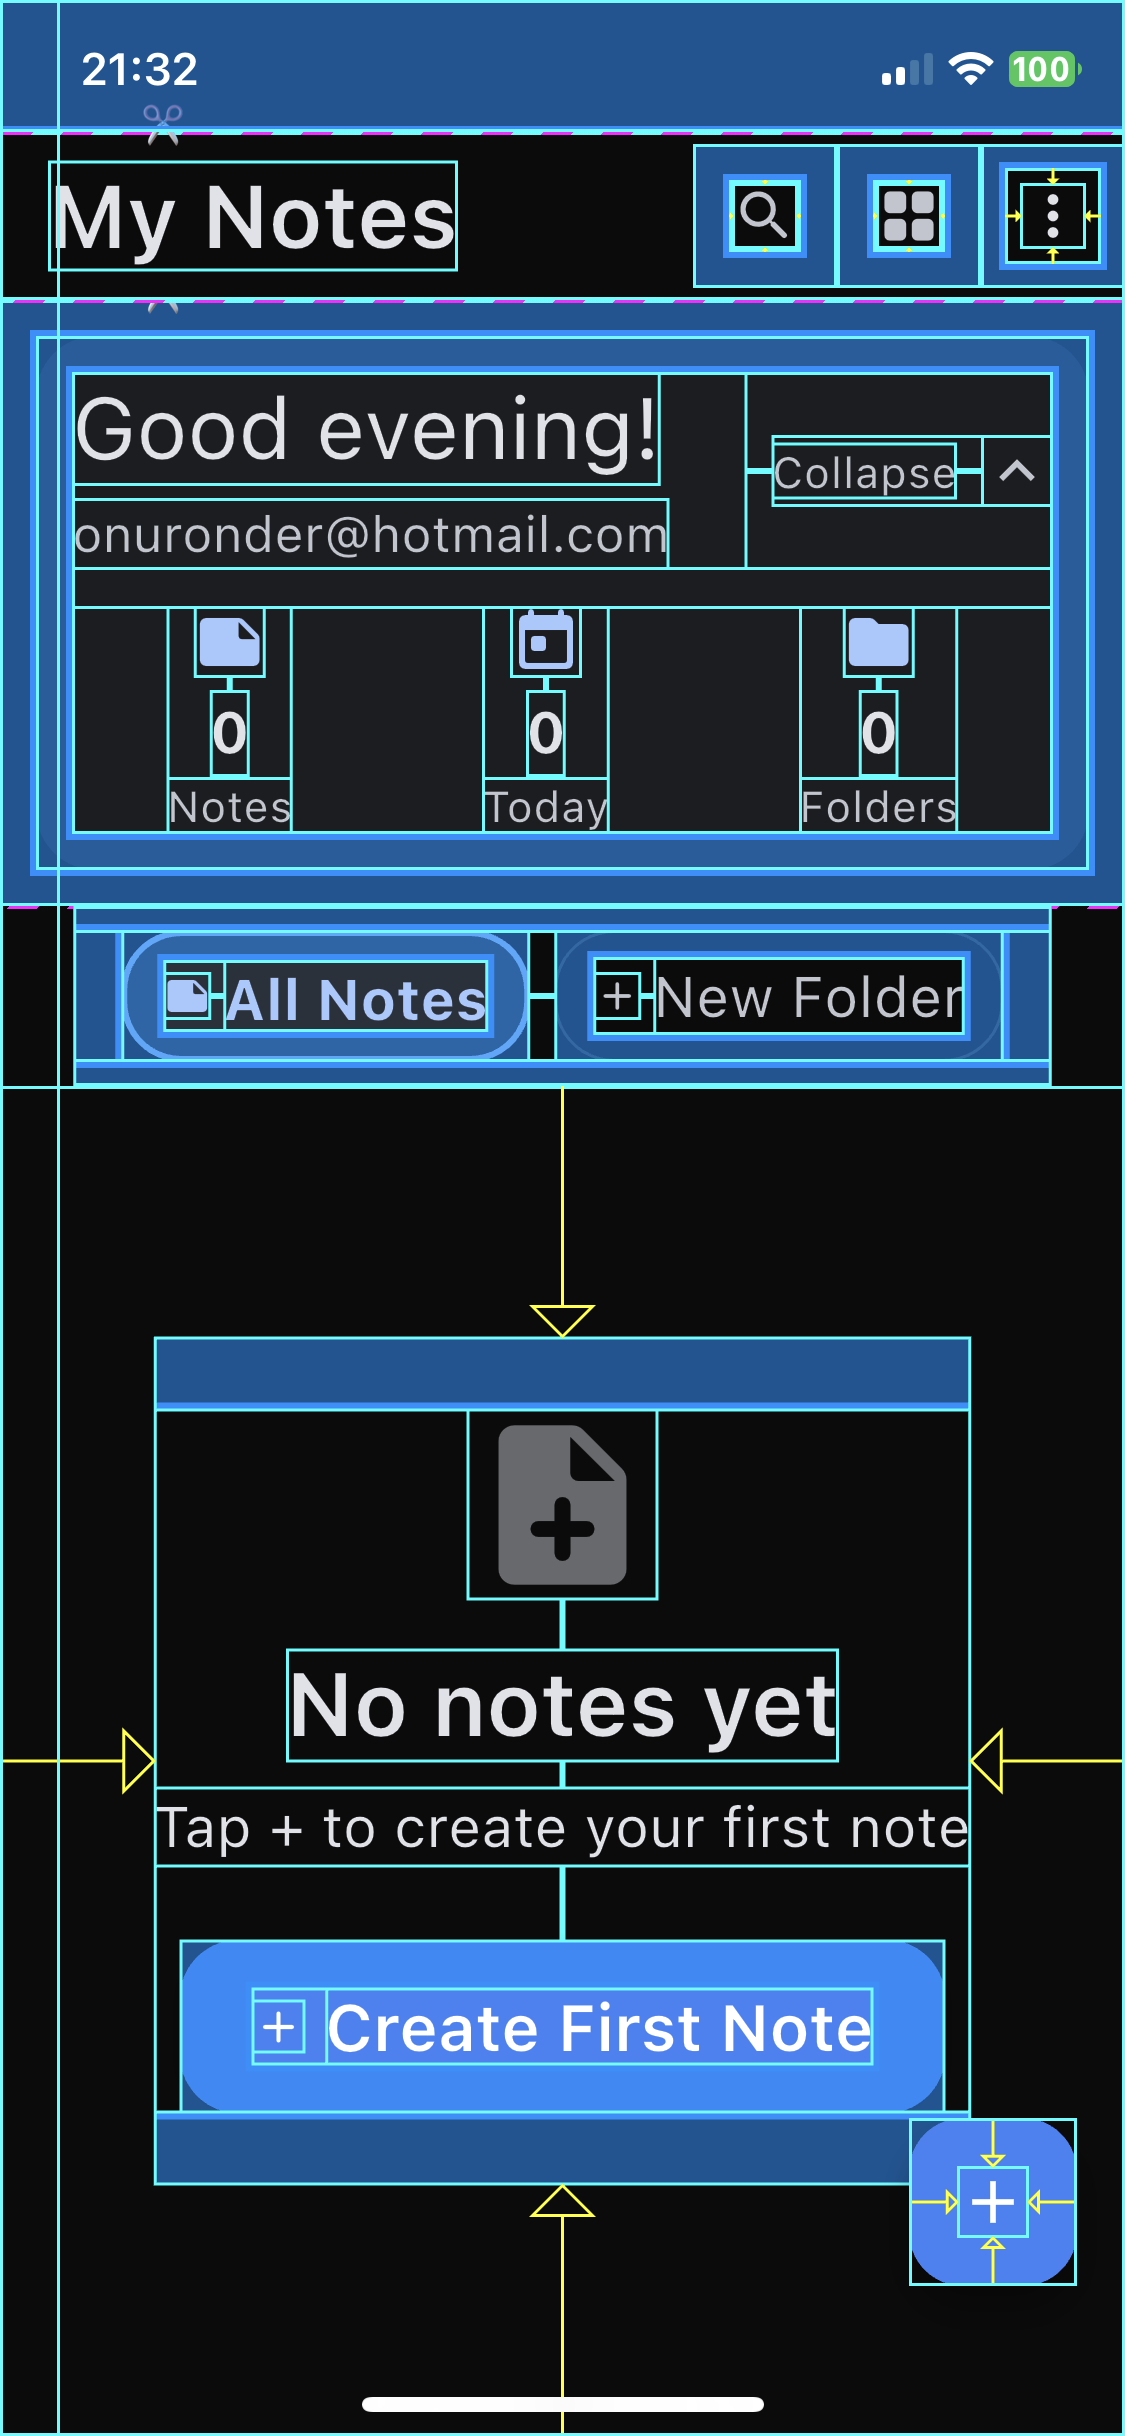 21:32
100
My Notes
Good evening!
Collapse
onuronder@hotmail.com
0
0
0
Notes
Today
Folders
All Notes
New Folder
No notes yet
Tap + to create your first note
Create First Note